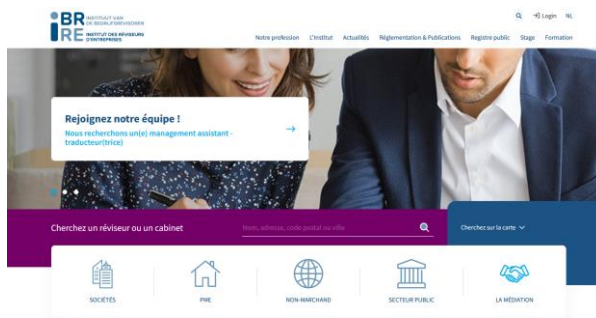 BR INSTITUUT VAN
DE BEDRIJFSREVISOREN
IRE INSTITUT DES RÉVISEURS
D'ENTREPRISES
Login NL
Notre profession L'Institut Actualités Réglementation & Publications Registre public Stage Formation
Rejoignez notre équipe !
Nous recherchons un(e) management assistant -
traducteur(trice)
Cherchez un réviseur ou un cabinet
Nom, adresse, code postal ou ville
Cherchez sur la carte
SOCIÉTÉS PME NON-MARCHAND SECTEUR PUBLIC LA MÉDIATION